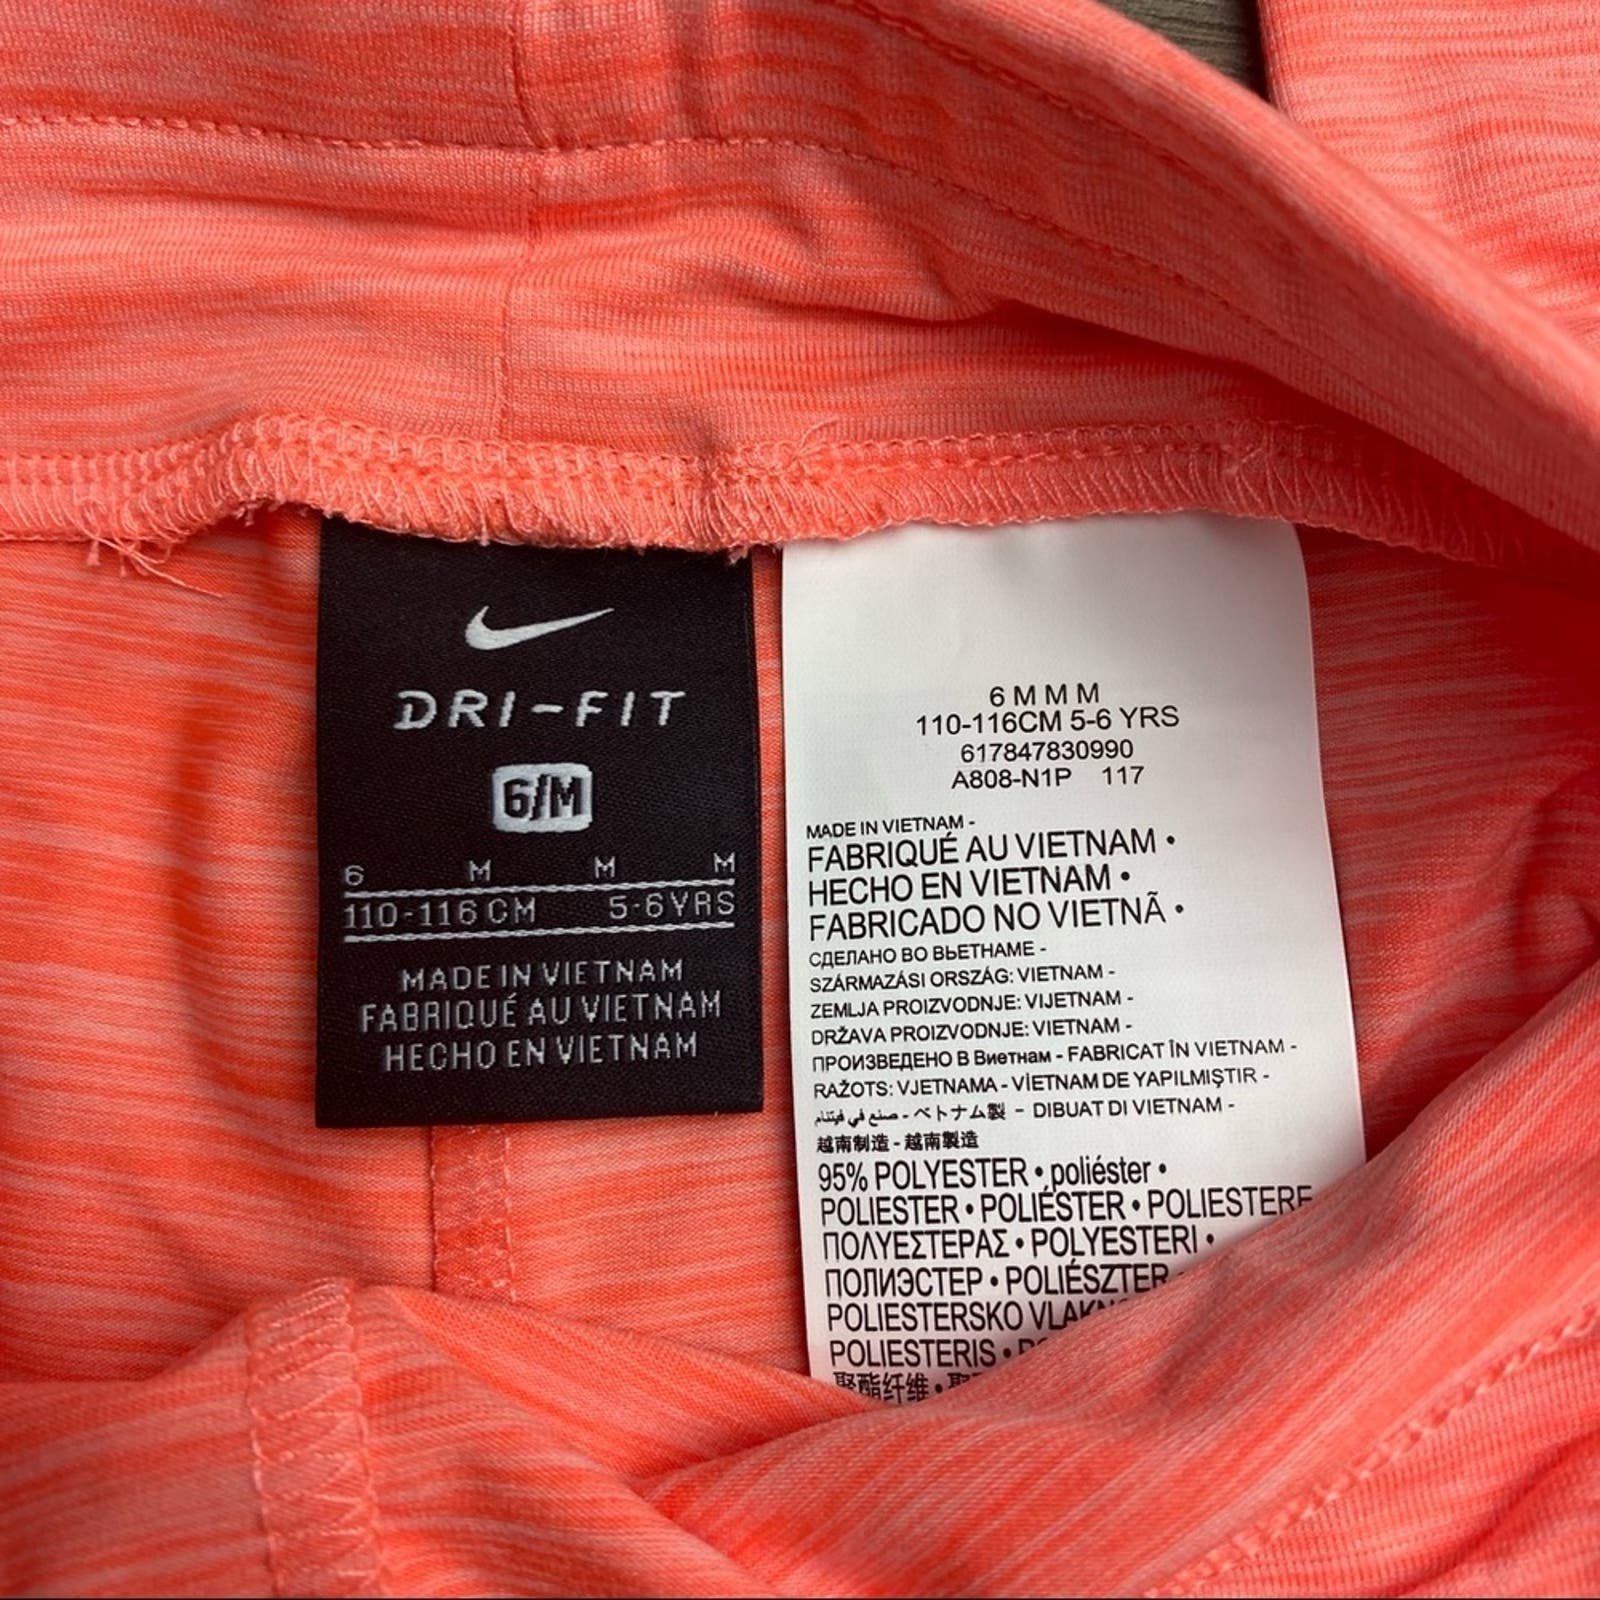 DRI-FIT
6/M
6 M M M
110-116 CM 5-6 YRS
MADE IN VIETNAM
FABRIQUÉ AU VIETNAM
HECHO EN VIETNAM
6 M M M
110-116CM 5-6 YRS
617847830990
A808-N1P 117
MADE IN VIETNAM -
FABRIQUÉ AU VIETNAM •
HECHO EN VIETNAM •
FABRICADO NO VIETNÃ •
СДЕЛАНО ВО ВЬЕТНАМЕ -
SZÁRMAZÁSI ORSZÁG: VIETNAM -
ZEMLJA PROIZVODNJE: VIJETNAM -
DRŽAVA PROIZVODNJE: VIETNAM -
ПРОИЗВЕДЕНО В Виетнам - FABRICAT ÎN VIETNAM -
RAŽOTS: VJETNAMA - VİETNAM DE YAPILMIŞTIR -
صنع في فيتنام - ベトナム製 - DIBUAT DI VIETNAM -
越南制造 - 越南製造
95% POLYESTER • poliéster •
POLIESTER • POLIÉSTER • POLIESTERE
ΠΟΛΥΕΣΤΕΡΑΣ • POLYESTERI •
ПОЛИЭСТЕР • POLIÉSZTER
POLIESTERSKO
POLIESTERIS •
聚酯纤维 •